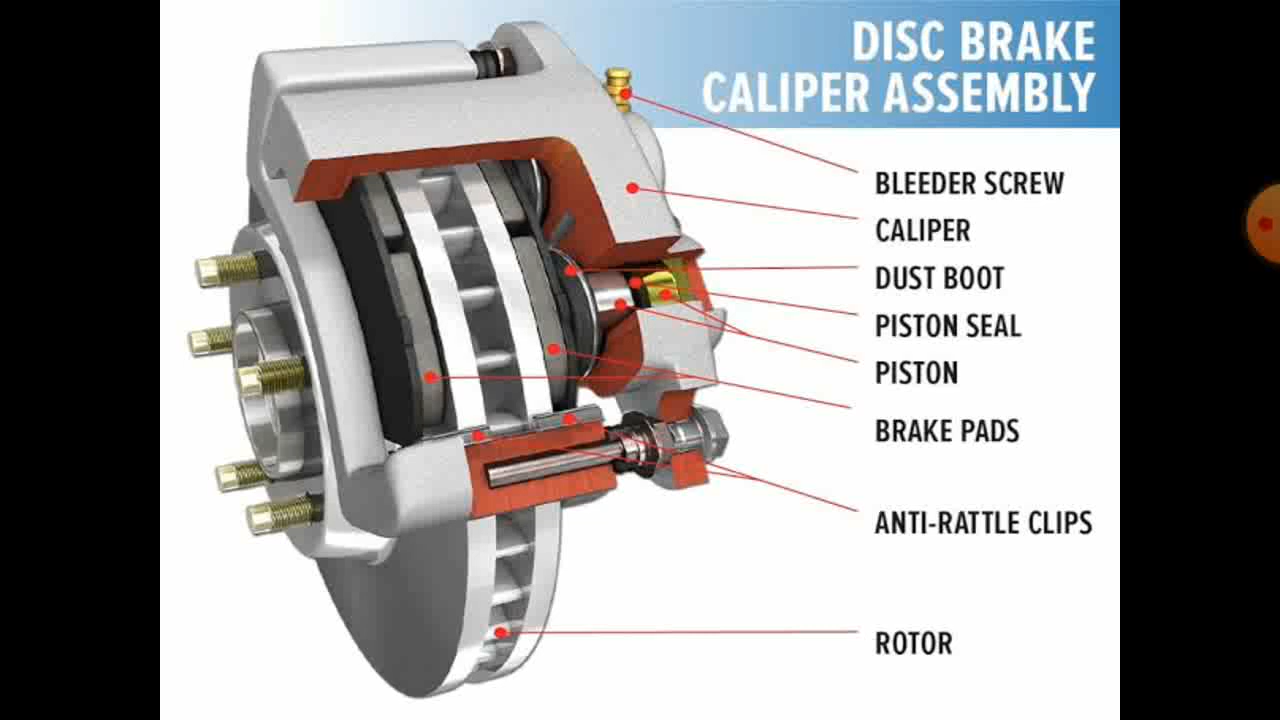 DISC BRAKE
CALIPER ASSEMBLY
BLEEDER SCREW
CALIPER
DUST BOOT
PISTON SEAL
PISTON
BRAKE PADS
ANTI-RATTLE CLIPS
ROTOR